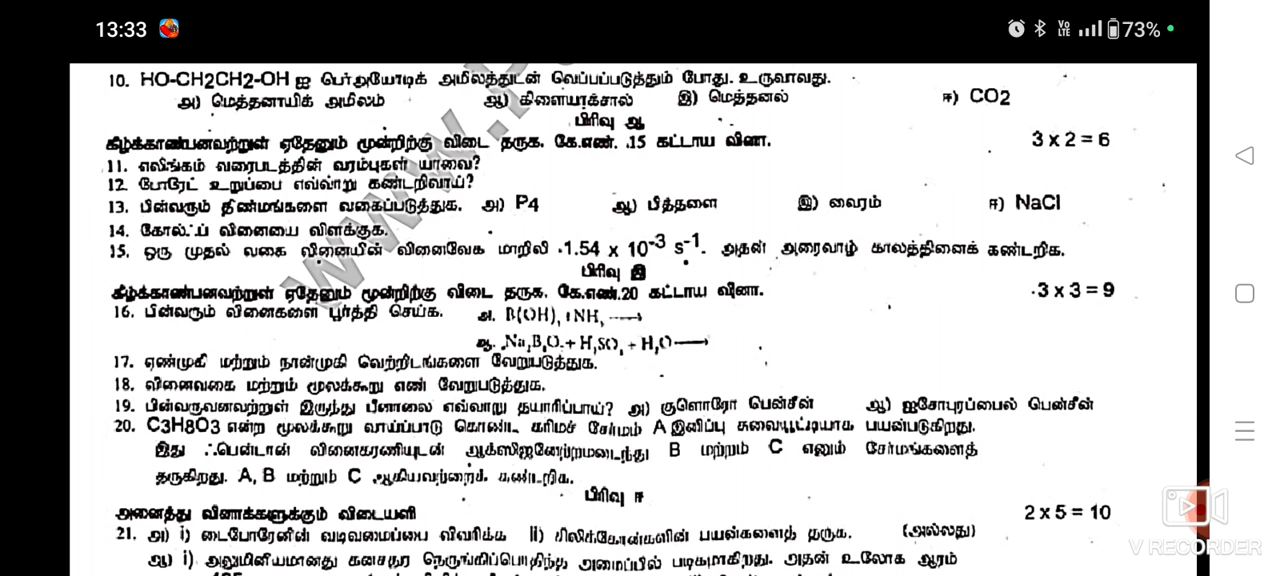 13:33 Vo LTE 73%
10. HO-CH2CH2-OH ஐ பெர்அயோடிக் அமிலத்துடன் வெப்பப்படுத்தும் போது. உருவாவது.
அ) மெத்தனாயிக் அமிலம் ஆ) கிளையாக்சால் இ) மெத்தனல் ஈ) CO2
பிரிவு ஆ
கீழ்க்காண்பனவற்றுள் ஏதேனும் மூன்றிற்கு விடை தருக. கே.எண். 15 கட்டாய வினா. 3 x 2 = 6
11. எலிங்கம் வரைபடத்தின் வரம்புகள் யாவை?
12. போரேட் உறுப்பை எவ்வாறு கண்டறிவாய்?
13. பின்வரும் திண்மங்களை வகைப்படுத்துக. அ) P4 ஆ) பித்தளை இ) வைரம் ஈ) NaCl
14. கோல்ஃப் வினையை விளக்குக.
15. ஒரு முதல் வகை வினையின் வினைவேக மாறிலி 1.54 x 10-3 s-1. அதன் அரைவாழ் காலத்தினைக் கண்டறிக.
பிரிவு இ
கீழ்க்காண்பனவற்றுள் ஏதேனும் மூன்றிற்கு விடை தருக. கே.எண்.20 கட்டாய வினா. 3 x 3 = 9
16. பின்வரும் வினைகளை பூர்த்தி செய்க. அ. B(OH)3 + NH3 ⟶
ஆ. Na2B4O7 + H2SO4 + H2O ⟶
17. எண்முகி மற்றும் நான்முகி வெற்றிடங்களை வேறுபடுத்துக.
18. வினைவகை மற்றும் மூலக்கூறு எண் வேறுபடுத்துக.
19. பின்வருவனவற்றுள் இருந்து பீனாலை எவ்வாறு தயாரிப்பாய்? அ) குளொரோ பென்சீன் ஆ) ஐசோபுரப்பைல் பென்சீன்
20. C3H8O3 என்ற மூலக்கூறு வாய்ப்பாடு கொண்ட கரிமச் சேர்மம் A இனிப்பு சுவையூட்டியாக பயன்படுகிறது.
இது ஃபென்டான் வினைகரணியுடன் ஆக்ஸிஜனேற்றமடைந்து B மற்றும் C எனும் சேர்மங்களைத்
தருகிறது. A, B மற்றும் C ஆகியவற்றைக் கண்டறிக.
பிரிவு ஈ
அனைத்து வினாக்களுக்கும் விடையளி 2 x 5 = 10
21. அ) i) டைபோரேனின் வடிவமைப்பை விவரிக்க ii) சிலிக்கோன்களின் பயன்களைத் தருக. (அல்லது)
ஆ) i) அலுமினியமானது கனசதுர நெருங்கிப்பொதிந்த அமைப்பில் படிகமாகிறது. அதன் உலோக ஆரம்
V RECORDER